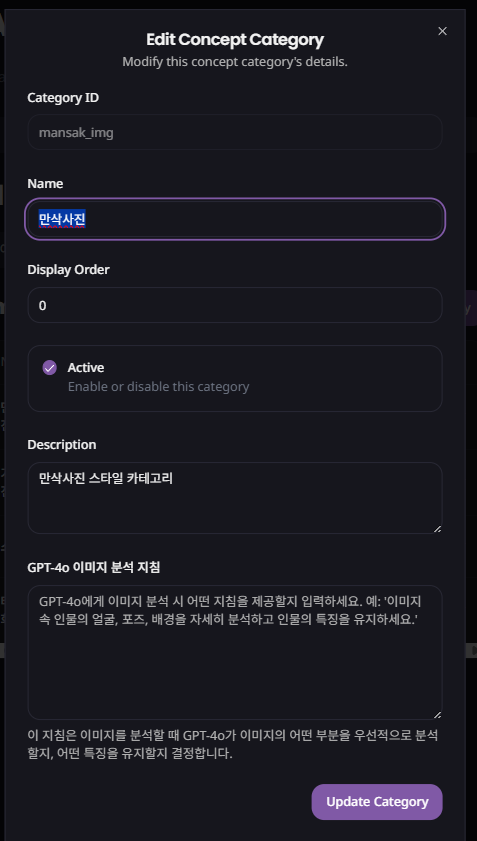 Edit Concept Category
Modify this concept category's details.
Category ID
mansak_img
Name
만삭사진
Display Order
0
Active
Enable or disable this category
Description
만삭사진 스타일 카테고리
GPT-4o 이미지 분석 지침
GPT-4o에게 이미지 분석 시 어떤 지침을 제공할지 입력하세요. 예: '이미지
속 인물의 얼굴, 포즈, 배경을 자세히 분석하고 인물의 특징을 유지하세요.'
이 지침은 이미지를 분석할 때 GPT-4o가 이미지의 어떤 부분을 우선적으로 분석
할지, 어떤 특징을 유지할지 결정합니다.
Update Category